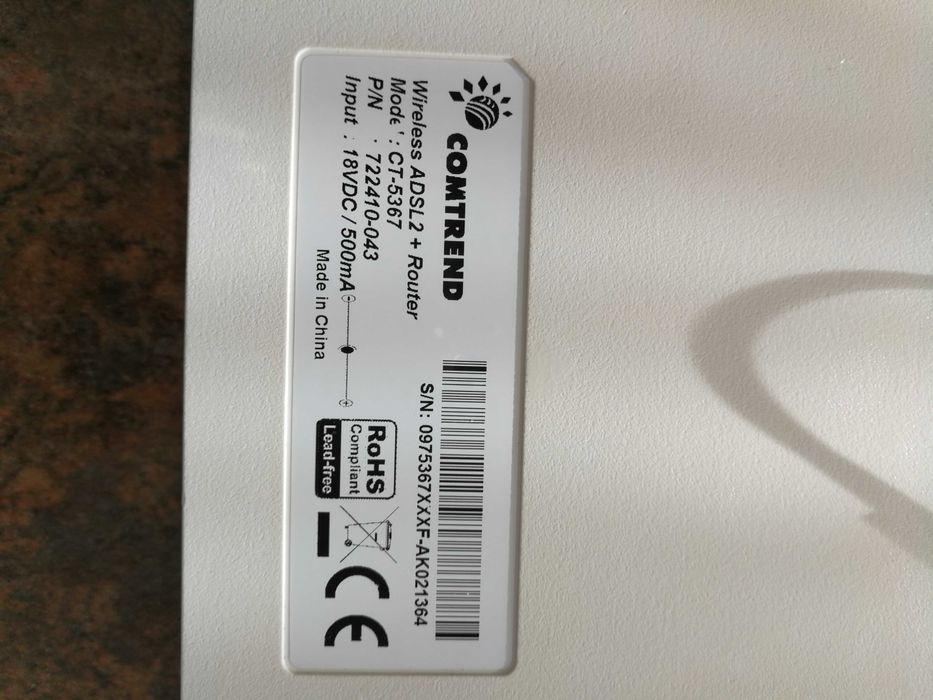 COMTREND
Wireless ADSL2 + Router
Model : CT-5367
P/N : 722410-043
Input : 18VDC / 500mA
Made in China
S/N: 0975367XXXF-AK021364
RoHS
Compliant
Lead-free
CE